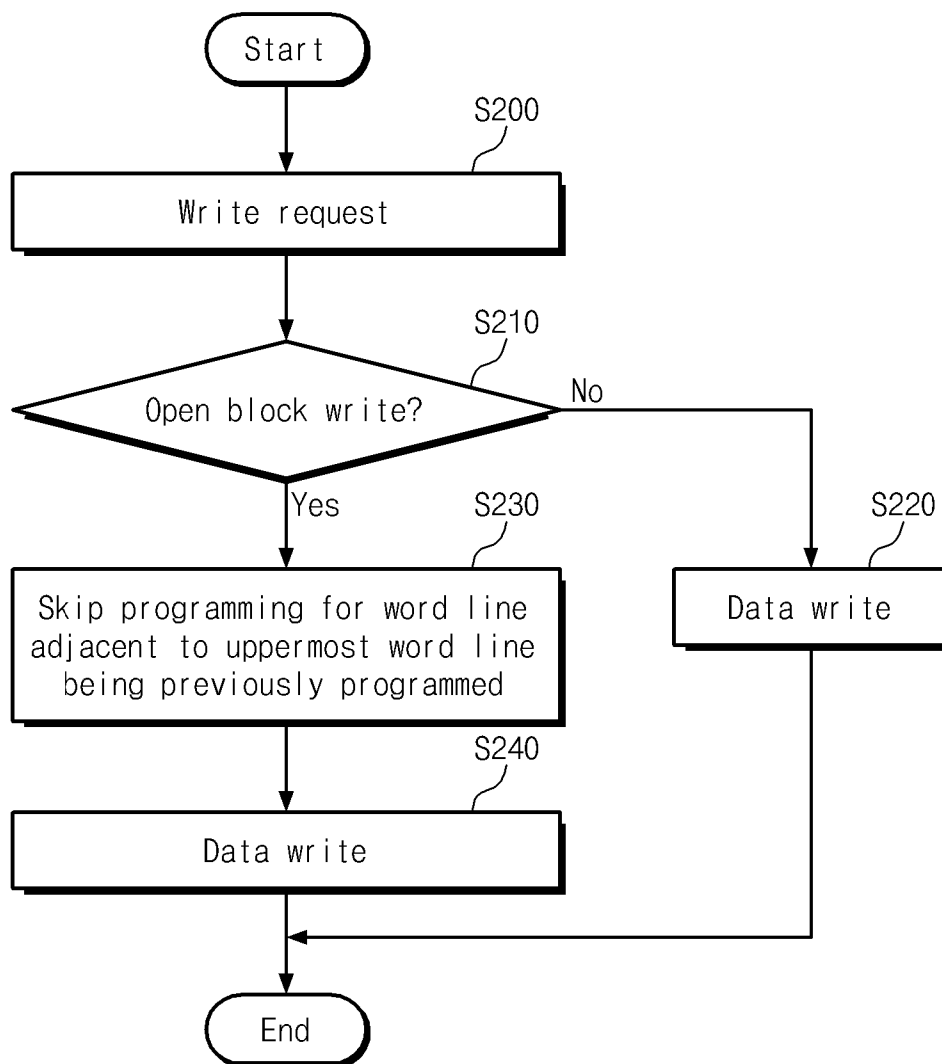 Start
S200
Write request
S210
Open block write?
No
Yes
S230
S220
Skip programming for word line
adjacent to uppermost word line
being previously programmed
Data write
S240
Data write
End